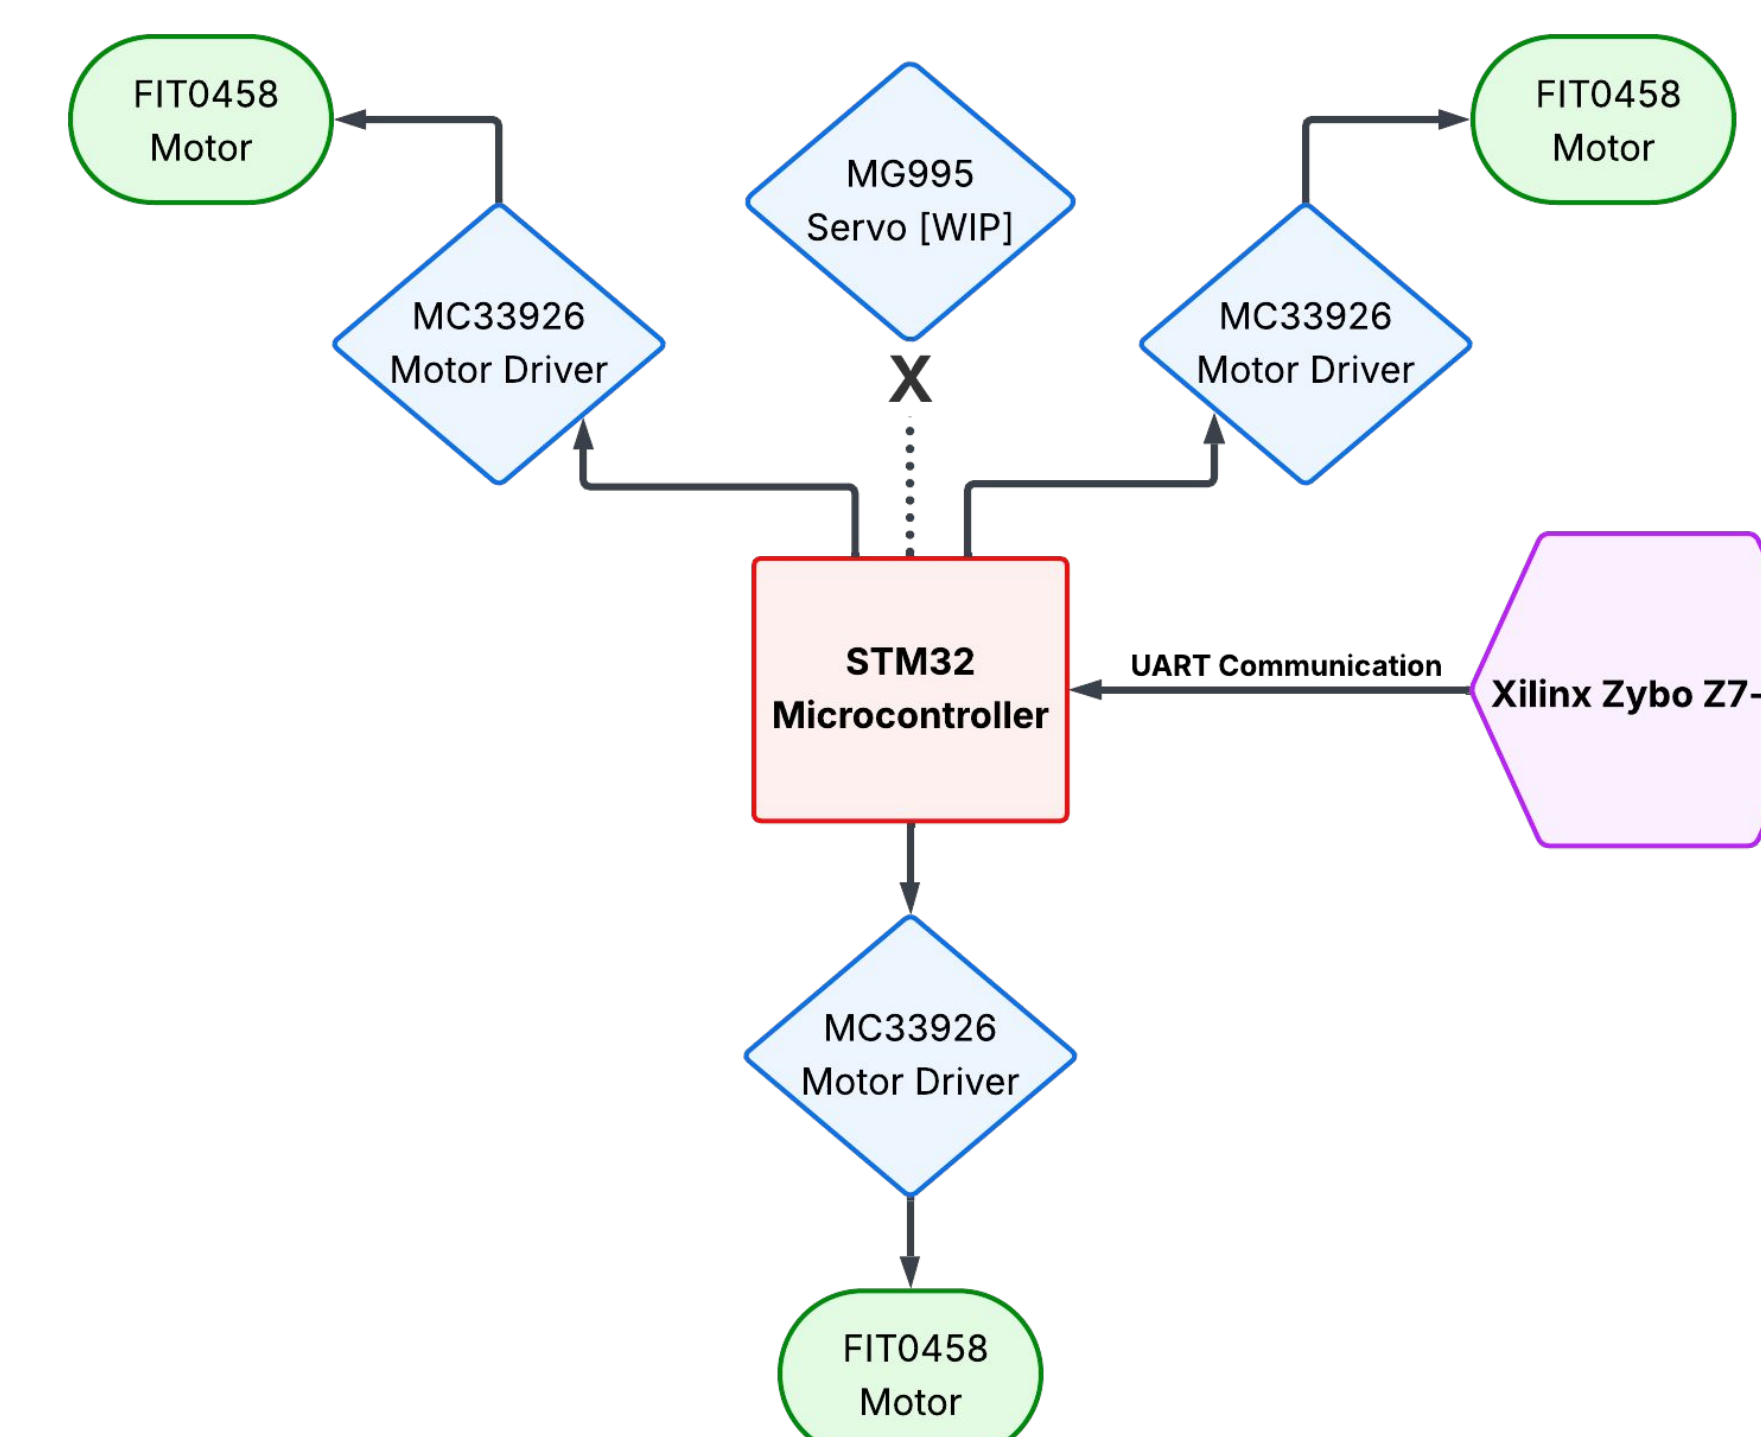 FIT0458
Motor
MG995
Servo [WIP]
FIT0458
Motor
MC33926
Motor Driver
MC33926
Motor Driver
X
STM32
Microcontroller
UART Communication
Xilinx Zybo Z7-
MC33926
Motor Driver
FIT0458
Motor